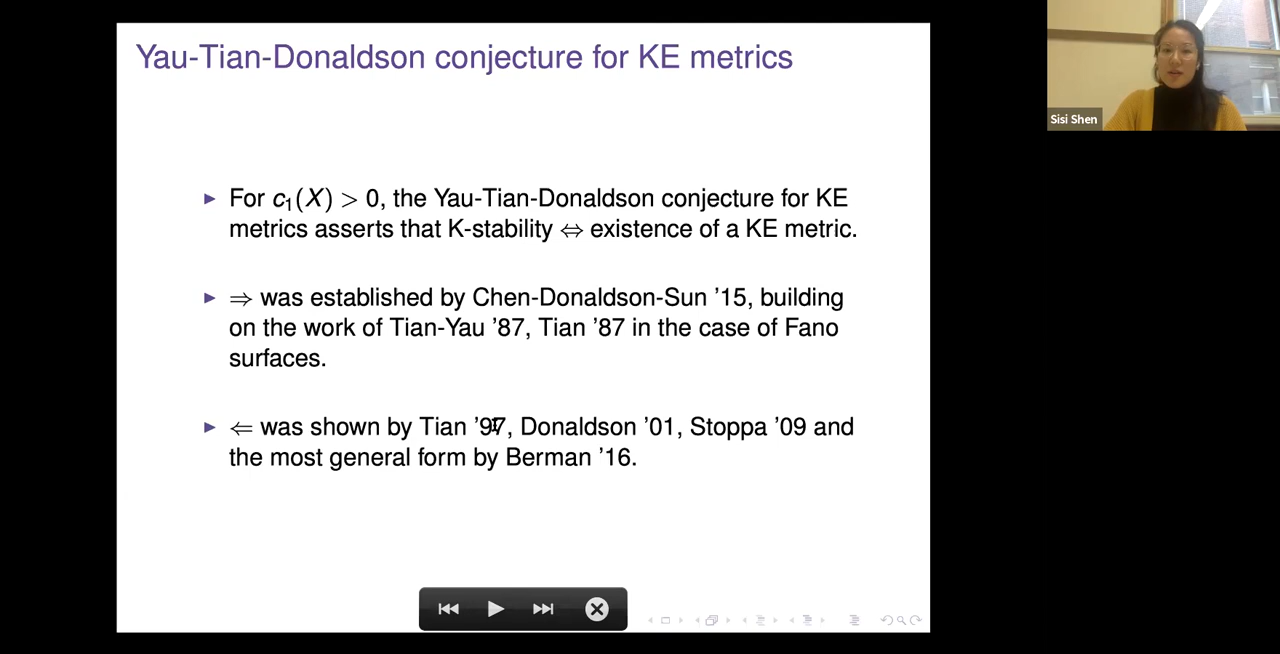 Yau-Tian-Donaldson conjecture for KE metrics
Sisi Shen
For c₁(X) > 0, the Yau-Tian-Donaldson conjecture for KE
metrics asserts that K-stability ⇔ existence of a KE metric.
⇒ was established by Chen-Donaldson-Sun '15, building
on the work of Tian-Yau '87, Tian '87 in the case of Fano
surfaces.
⇐ was shown by Tian '97, Donaldson '01, Stoppa '09 and
the most general form by Berman '16.